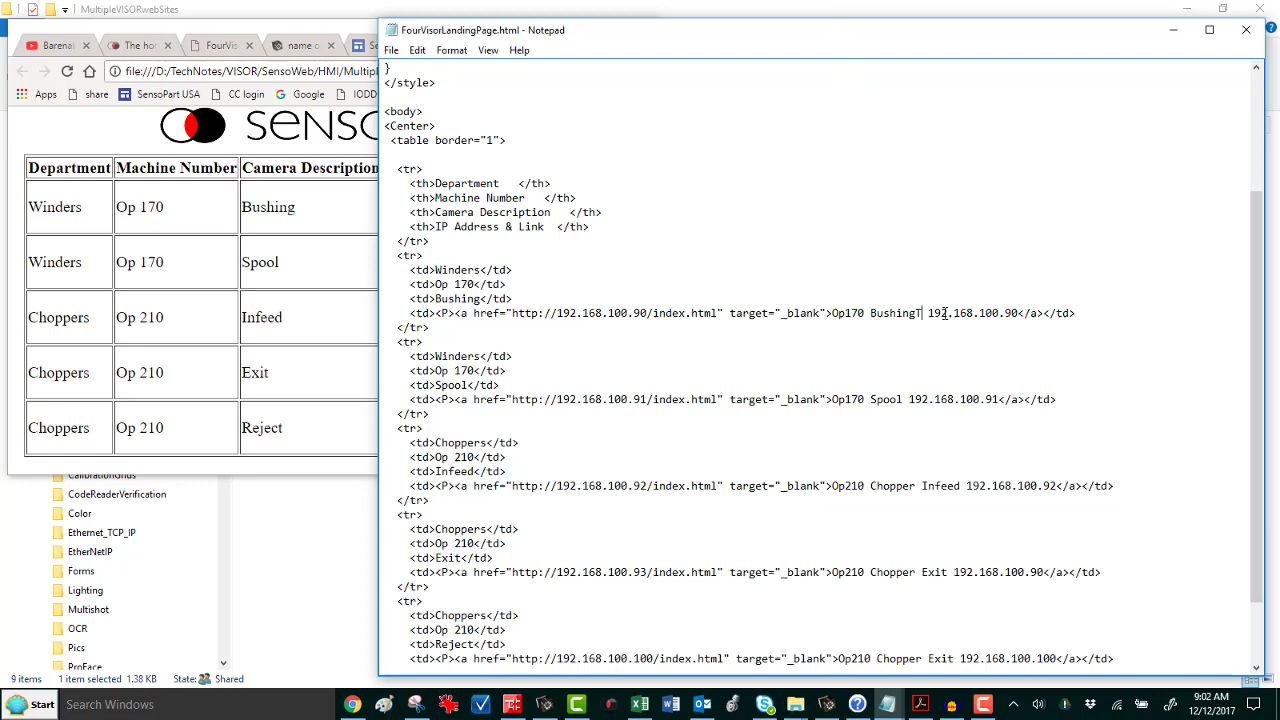 MultipleVISORwebSites
FourVisorLandingPage.html - Notepad
File Edit Format View Help
Barenal
The hor
FourVis
name o
Se
file:///D:/TechNotes/VISOR/SensoWeb/HMI/Multip
Apps share SensoPart USA CC login Google IODD
senso
Department Machine Number Camera Description
Winders Op 170 Bushing
Winders Op 170 Spool
Choppers Op 210 Infeed
Choppers Op 210 Exit
Choppers Op 210 Reject
}
</style>
<body>
<Center>
<table border="1">
<tr>
<th>Department </th>
<th>Machine Number </th>
<th>Camera Description </th>
<th>IP Address & Link </th>
</tr>
<tr>
<td>Winders</td>
<td>Op 170</td>
<td>Bushing</td>
<td><P><a href="http://192.168.100.90/index.html" target="_blank">Op170 BushingT 192.168.100.90</a></td>
</tr>
<tr>
<td>Winders</td>
<td>Op 170</td>
<td>Spool</td>
<td><P><a href="http://192.168.100.91/index.html" target="_blank">Op170 Spool 192.168.100.91</a></td>
</tr>
<tr>
<td>Choppers</td>
<td>Op 210</td>
<td>Infeed</td>
<td><P><a href="http://192.168.100.92/index.html" target="_blank">Op210 Chopper Infeed 192.168.100.92</a></td>
</tr>
<tr>
<td>Choppers</td>
<td>Op 210</td>
<td>Exit</td>
<td><P><a href="http://192.168.100.93/index.html" target="_blank">Op210 Chopper Exit 192.168.100.90</a></td>
</tr>
<tr>
<td>Choppers</td>
<td>Op 210</td>
<td>Reject</td>
<td><P><a href="http://192.168.100.100/index.html" target="_blank">Op210 Chopper Exit 192.168.100.100</a></td>
CalibrationGrids
CodeReaderVerification
Color
Ethernet_TCP_IP
EtherNetIP
Forms
Lighting
Multishot
OCR
Pics
ProFace
9 items 1 item selected 1.38 KB State: Shared
Start Search Windows
9:02 AM
12/12/2017